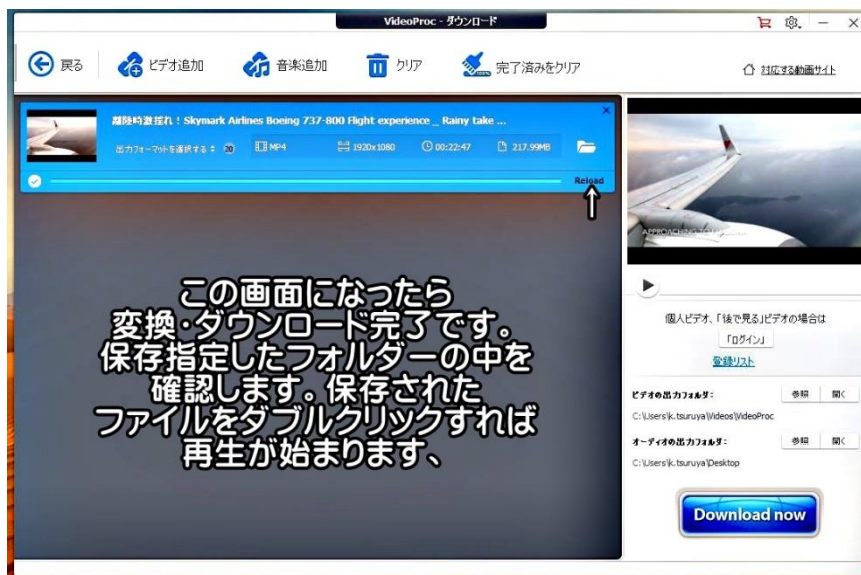 VideoProc - ダウンロード
戻る
ビデオ追加
音楽追加
クリア
100%
完了済みをクリア
対応する動画サイト
離陸時激揺れ！Skymark Airlines Boeing 737-800 Flight experience _ Rainy take ...
出力フォーマットを選択する
20
MP4
1920x1080
00:22:47
217.99MB
Reload
この画面になったら
変換・ダウンロード完了です。
保存指定したフォルダーの中を
確認します。保存された
ファイルをダブルクリックすれば
再生が始まります、
APPROACHING
個人ビデオ、「後で見る」ビデオの場合は
「ログイン」
登録リスト
ビデオの出力フォルダ:
参照
開く
C:\Users\k.tsuruya\Videos\VideoProc
オーディオの出力フォルダ:
参照
開く
C:\Users\k.tsuruya\Desktop
Download now